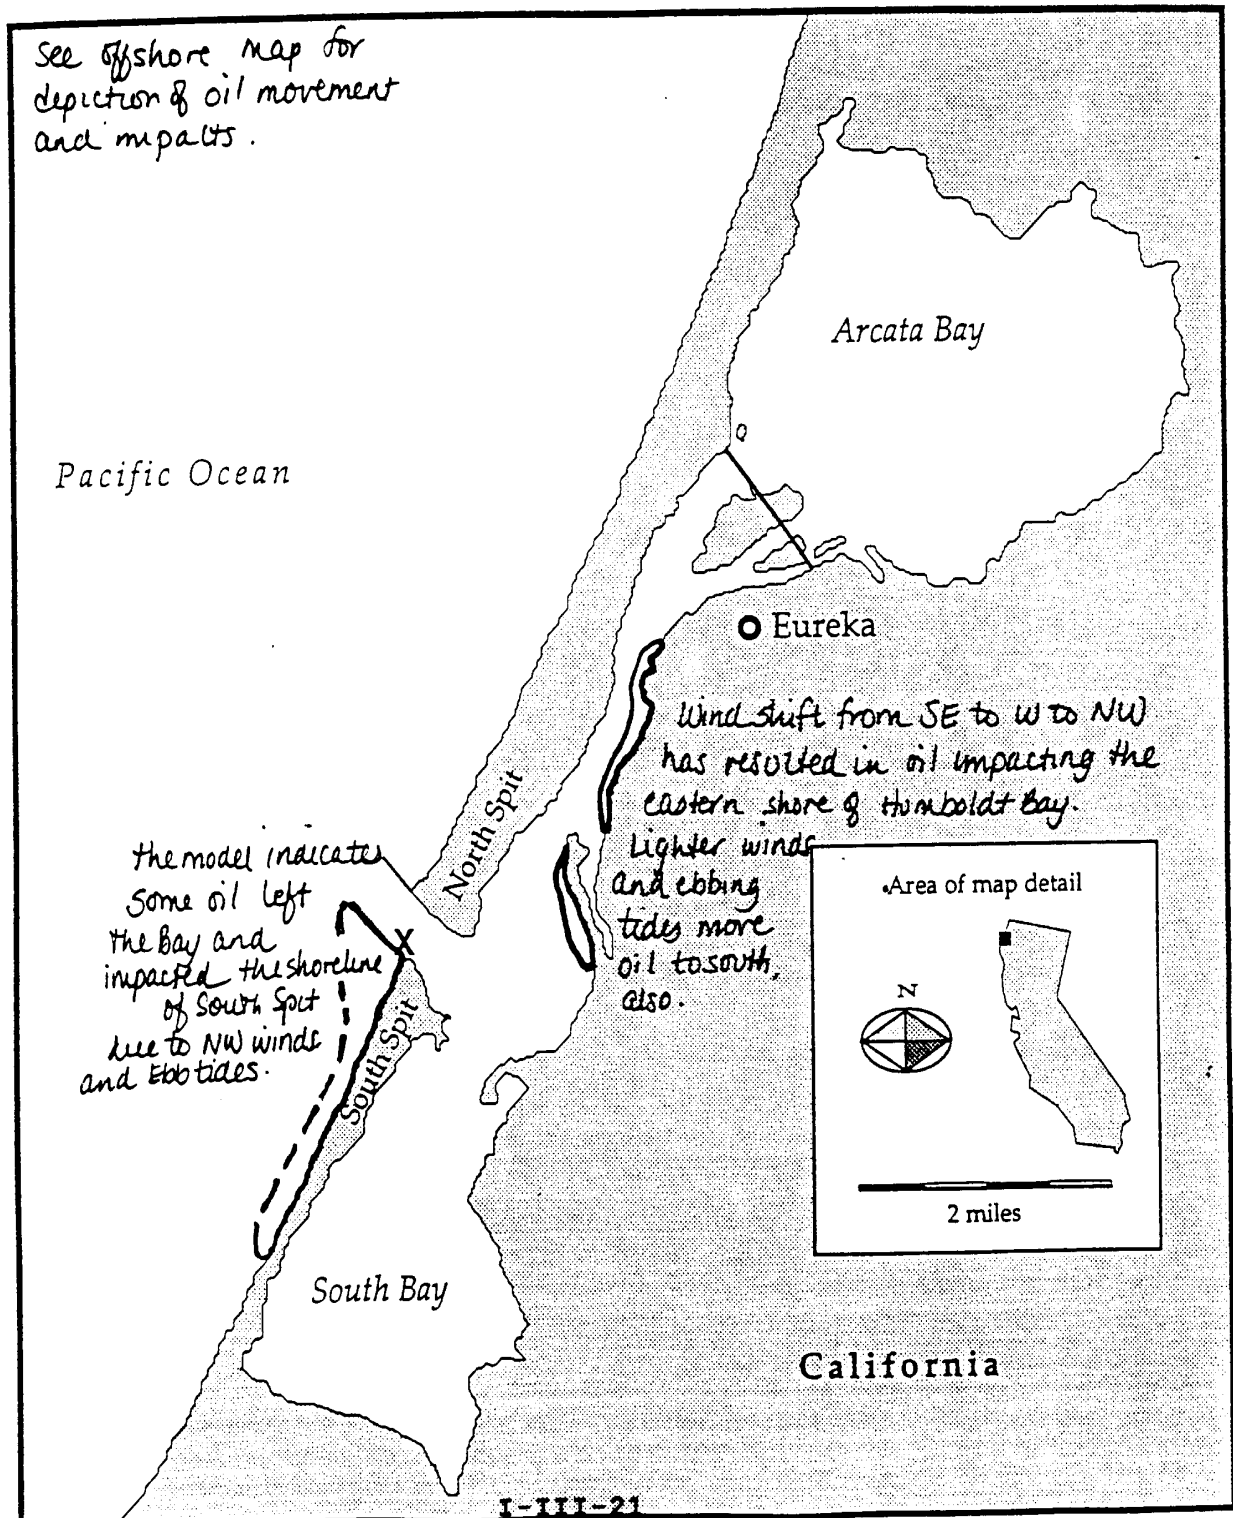 See offshore map for
depiction of oil movement
and mipalts.
Arcata Bay
Pacific Ocean
Eureka
Wind shift from SE to W to NW
has resulted in oil impacting the
eastern shore of Humboldt Bay.
Lighter winds
and ebbing
tides more
oil to south,
also.
North Spit
the model indicates
some oil left
the Bay and
impacted the shoreline
of South Spit
due to NW winds
and Ebb tides.
X
South Spit
Area of map detail
N
2 miles
South Bay
California
I-III-21